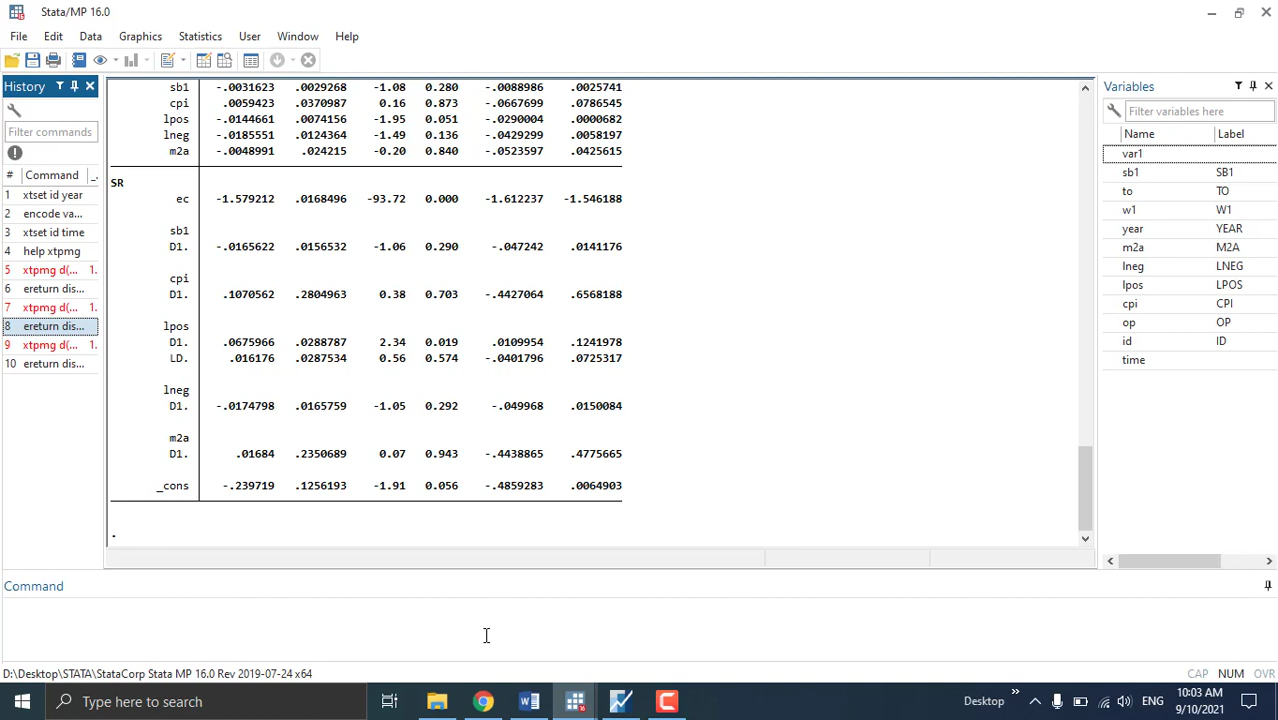 Stata/MP 16.0
File Edit Data Graphics Statistics User Window Help
History
Filter commands
# Command _.
1 xtset id year
2 encode va...
3 xtset id time
4 help xtpmg
5 xtpmg d(... 1.
6 ereturn dis...
7 xtpmg d(... 1.
8 ereturn dis...
9 xtpmg d(... 1.
10 ereturn dis...
sb1 -.0031623 .0029268 -1.08 0.280 -.0088986 .0025741
cpi .0059423 .0370987 0.16 0.873 -.0667699 .0786545
lpos -.0144661 .0074156 -1.95 0.051 -.0290004 .0000682
lneg -.0185551 .0124364 -1.49 0.136 -.0429299 .0058197
m2a -.0048991 .024215 -0.20 0.840 -.0523597 .0425615
SR
ec -1.579212 .0168496 -93.72 0.000 -1.612237 -1.546188
sb1
D1. -.0165622 .0156532 -1.06 0.290 -.047242 .0141176
cpi
D1. .1070562 .2804963 0.38 0.703 -.4427064 .6568188
lpos
D1. .0675966 .0288787 2.34 0.019 .0109954 .1241978
LD. .016176 .0287534 0.56 0.574 -.0401796 .0725317
lneg
D1. -.0174798 .0165759 -1.05 0.292 -.049968 .0150084
m2a
D1. .01684 .2350689 0.07 0.943 -.4438865 .4775665
_cons -.239719 .1256193 -1.91 0.056 -.4859283 .0064903
.
Variables
Filter variables here
Name Label
var1
sb1 SB1
to TO
w1 W1
year YEAR
m2a M2A
lneg LNEG
lpos LPOS
cpi CPI
op OP
id ID
time
Command
D:\Desktop\STATA\StataCorp Stata MP 16.0 Rev 2019-07-24 x64
CAP NUM OVR
Type here to search
Desktop
ENG
10:03 AM
9/10/2021